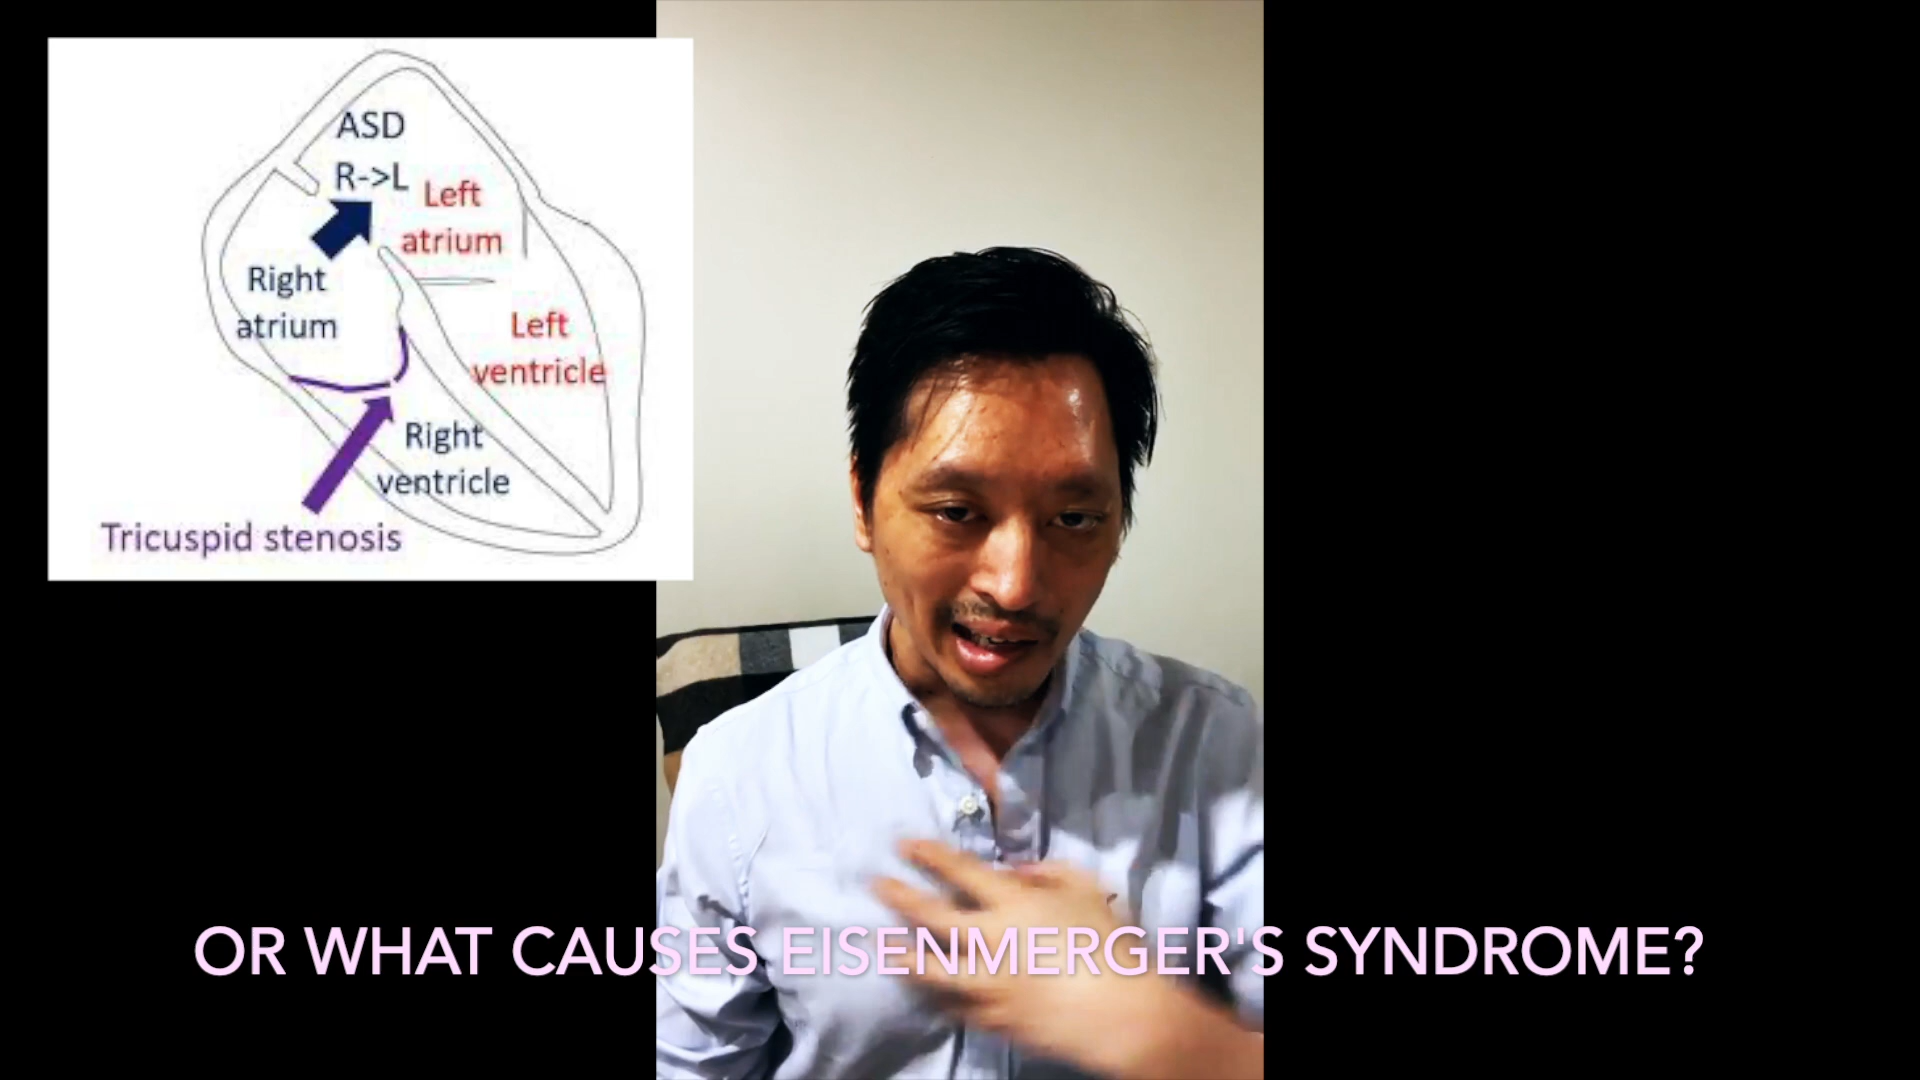 ASD
R->L
Left
atrium
Right
atrium
Left
ventricle
Right
ventricle
Tricuspid stenosis
OR WHAT CAUSES EISENMERGER'S SYNDROME?